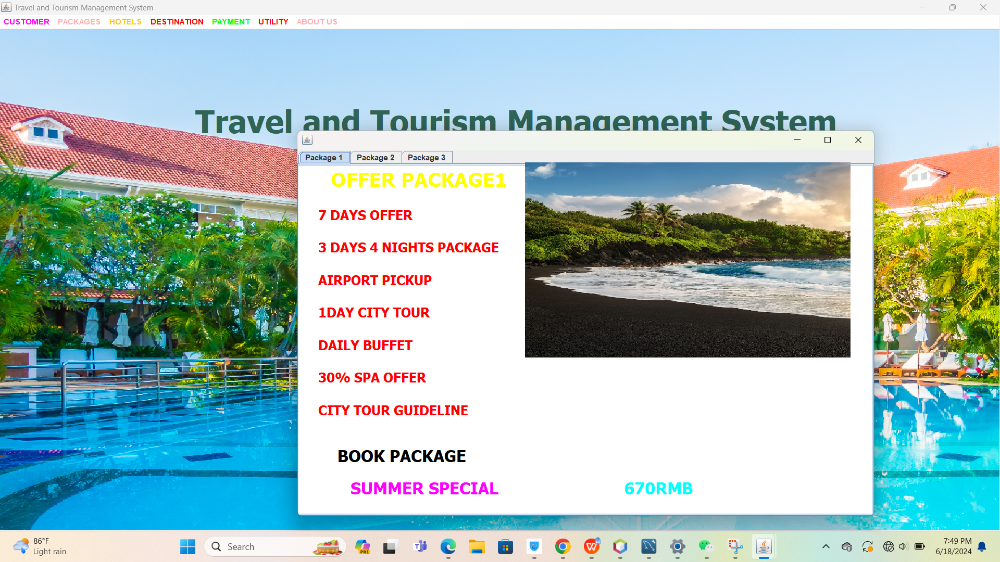 Travel and Tourism Management System
CUSTOMER PACKAGES HOTELS DESTINATION PAYMENT UTILITY ABOUT US
Travel and Tourism Management System
Package 1 Package 2 Package 3
OFFER PACKAGE1
7 DAYS OFFER
3 DAYS 4 NIGHTS PACKAGE
AIRPORT PICKUP
1DAY CITY TOUR
DAILY BUFFET
30% SPA OFFER
CITY TOUR GUIDELINE
BOOK PACKAGE
SUMMER SPECIAL 670RMB
86°F
Light rain
Search
PRE
7:49 PM
6/18/2024